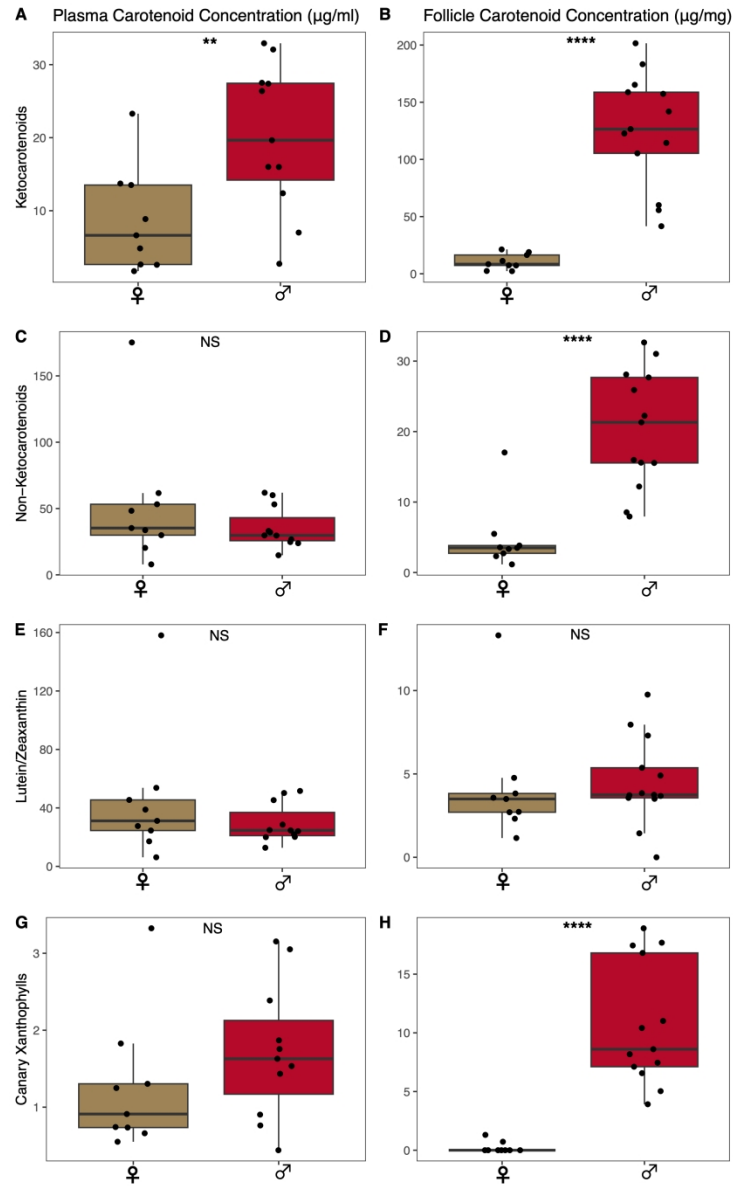 A Plasma Carotenoid Concentration (μg/ml)
B Follicle Carotenoid Concentration (μg/mg)
Ketocarotenoids
30
20
10
**
♀ ♂
200
150
100
50
0
****
♀ ♂
C
Non−Ketocarotenoids
150
100
50
0
NS
♀ ♂
D
30
20
10
0
****
♀ ♂
E
Lutein/Zeaxanthin
160
120
80
40
0
NS
♀ ♂
F
10
5
0
NS
♀ ♂
G
Canary Xanthophylls
3
2
1
NS
♀ ♂
H
15
10
5
0
****
♀ ♂